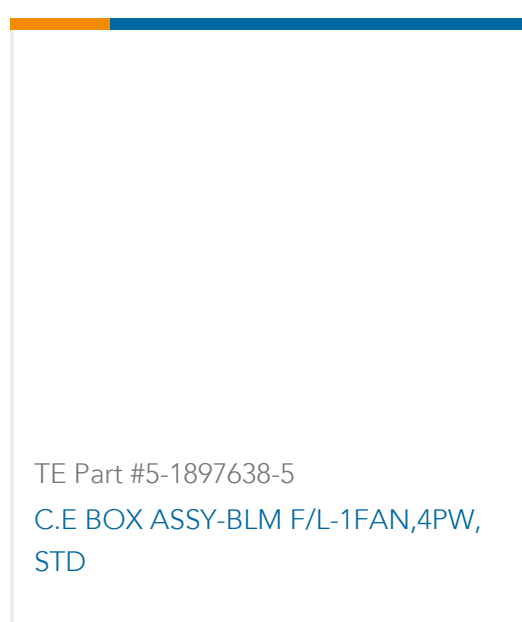 TE Part #5-1897638-5
C.E BOX ASSY-BLM F/L-1FAN,4PW,
STD